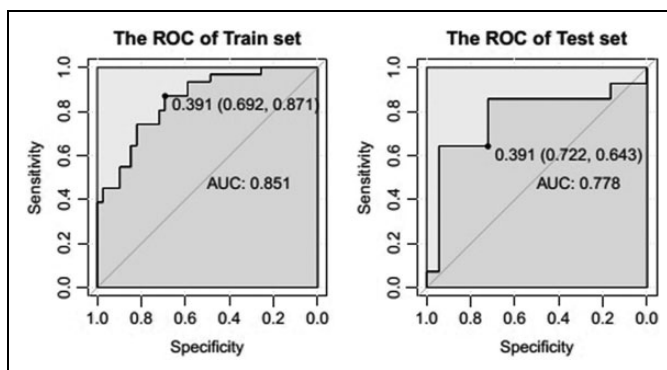 The ROC of Train set
1.0
0.8
0.6
0.4
0.2
0.0
Sensitivity
0.391 (0.692, 0.871)
AUC: 0.851
1.0 0.8 0.6 0.4 0.2 0.0
Specificity
The ROC of Test set
1.0
0.8
0.6
0.4
0.2
0.0
Sensitivity
0.391 (0.722, 0.643)
AUC: 0.778
1.0 0.8 0.6 0.4 0.2 0.0
Specificity